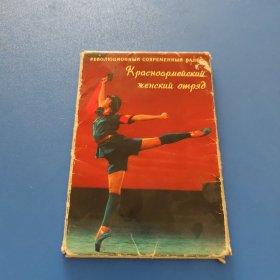 РЕВОЛЮЦИОННЫЙ СОВРЕМЕННЫЙ БАЛЕТ
Красноармейский
женский отряд